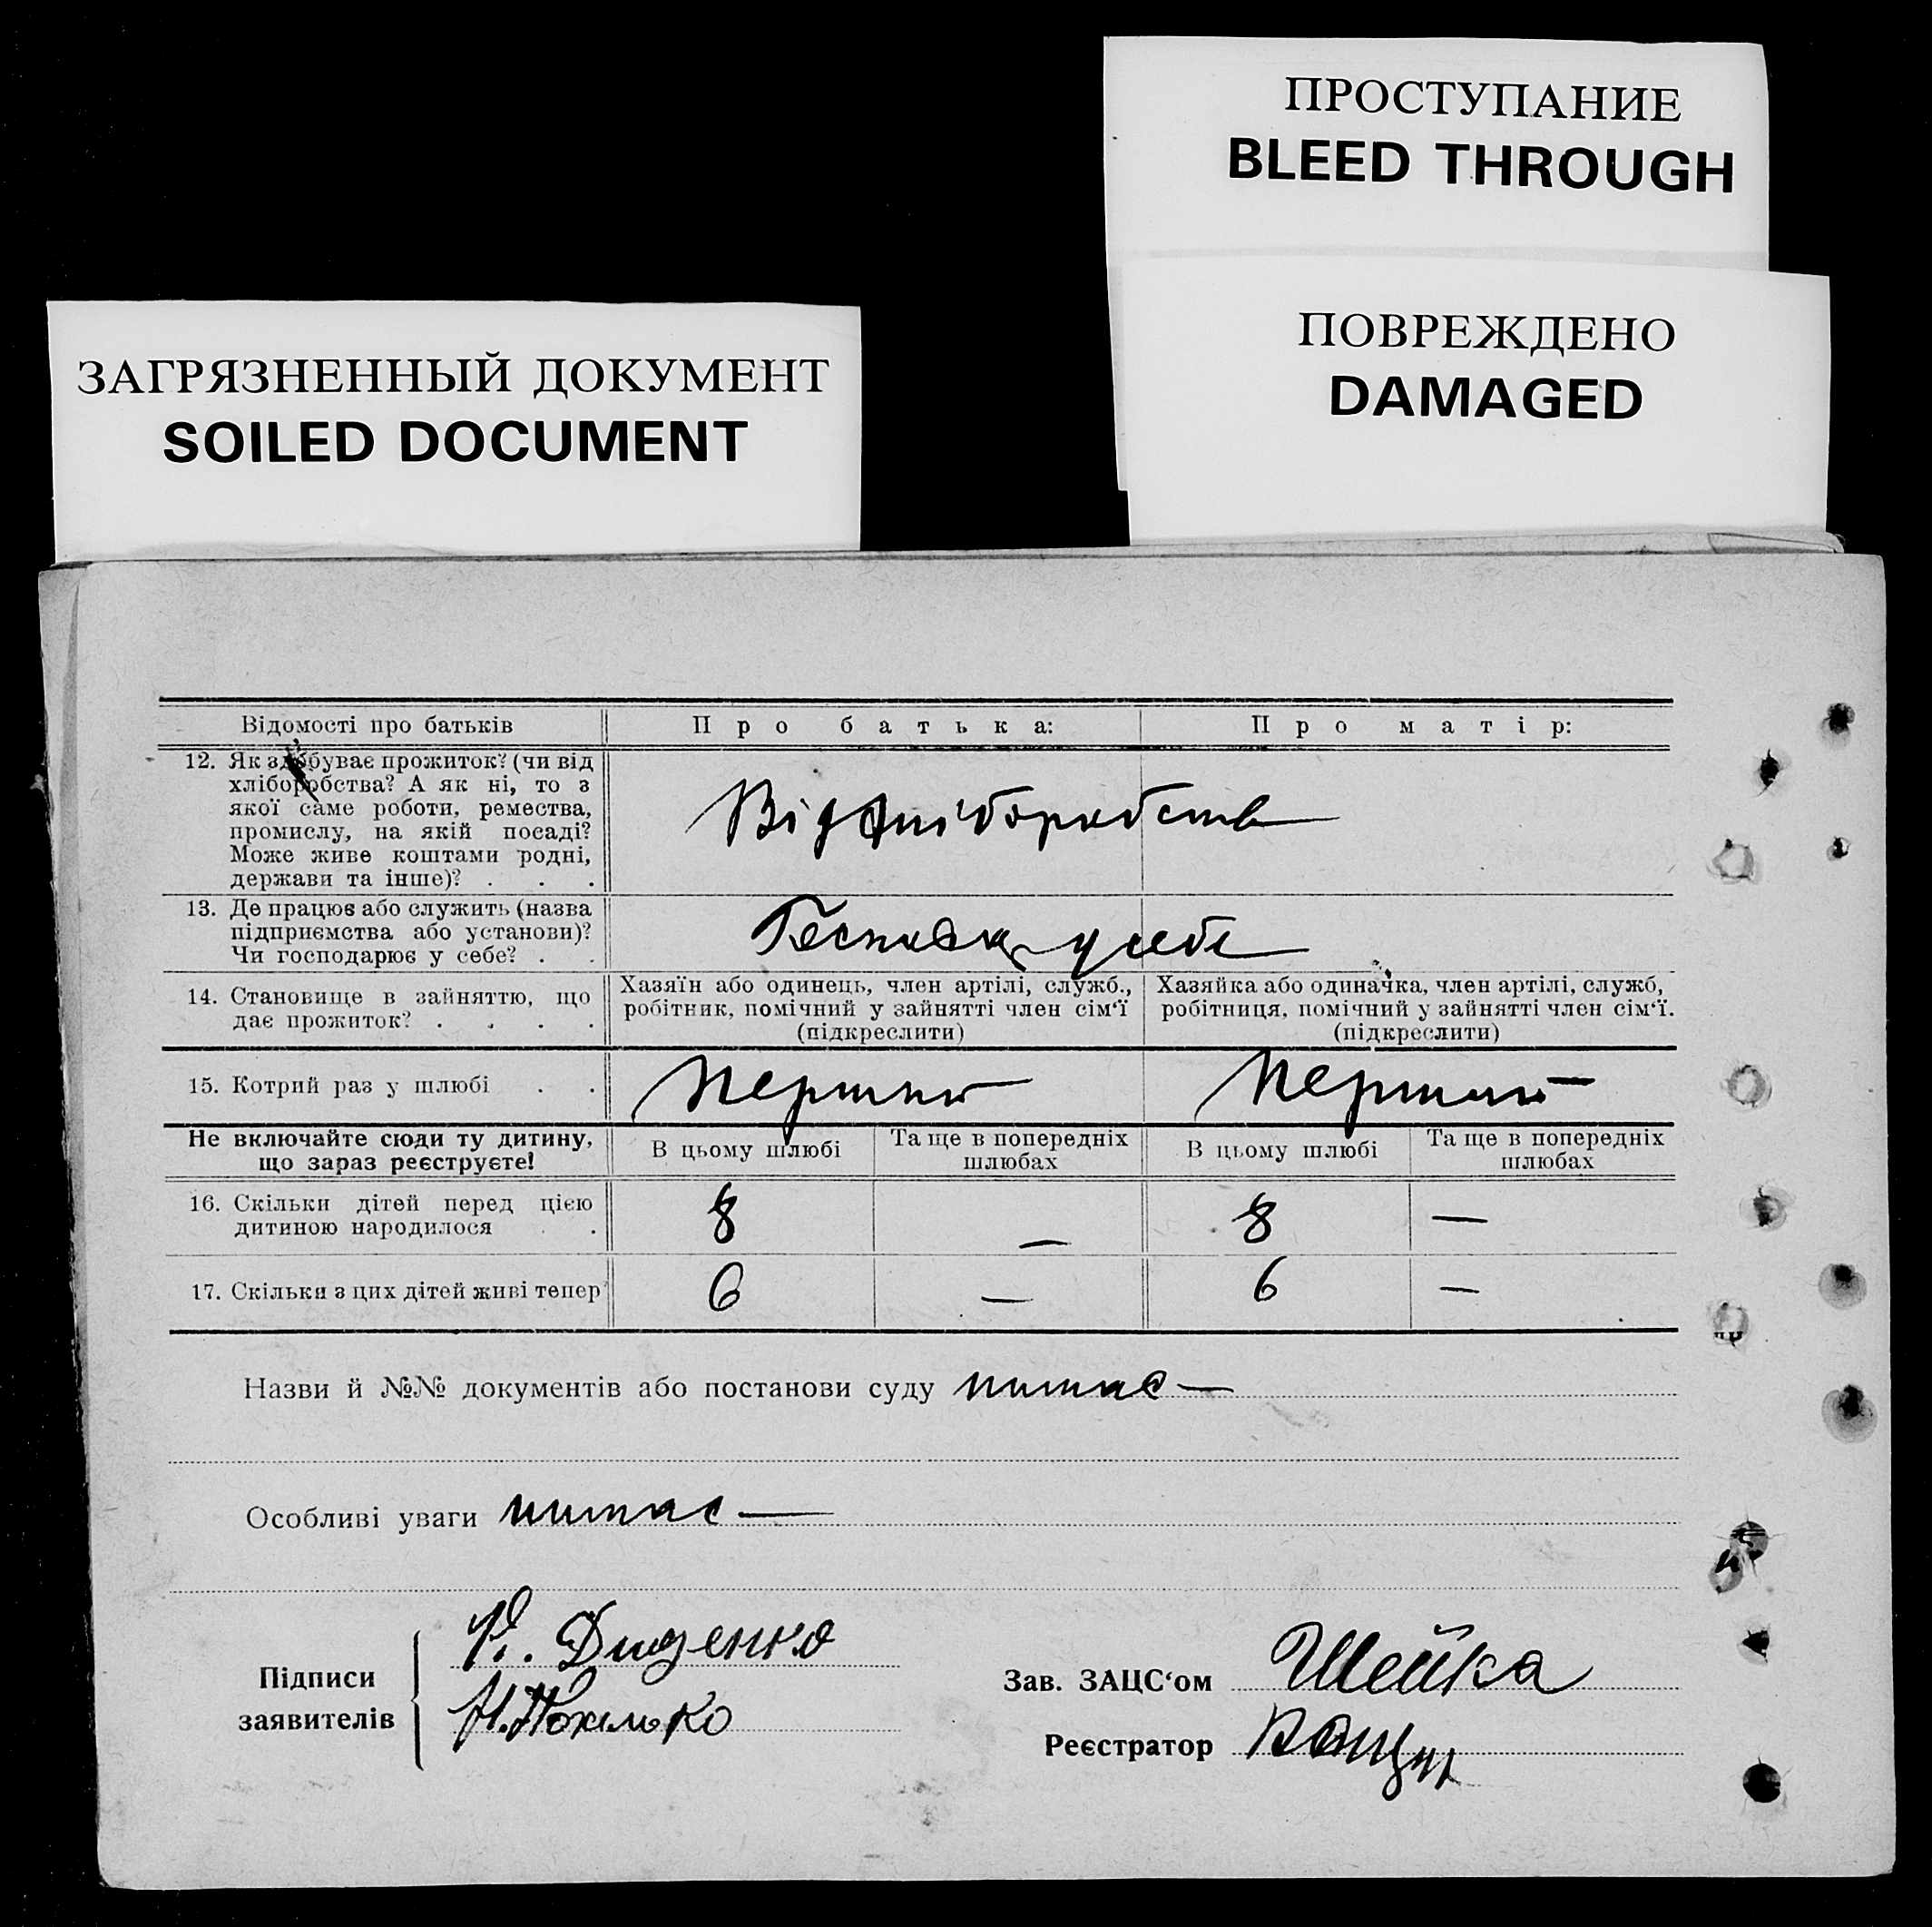 ПРОСТУПАНИЕ
BLEED THROUGH
ПОВРЕЖДЕНО
DAMAGED
ЗАГРЯЗНЕННЫЙ ДОКУМЕНТ
SOILED DOCUMENT
Відомості про батьків Про батька: Про матір:
12. Як здобуває прожиток? (чи від
хліборобства? А як ні, то з
якої саме роботи, ремества,
промислу, на якій посаді?
Може живе коштами родні,
держави та інше)? . . .
Від хліборобства
13. Де працює або служить (назва
підприємства або установи)?
Чи господарює у себе? . .
у себе
14. Становище в зайняттю, що
дає прожиток? . . . .
Хазяїн або одинець, член артілі, служб.,
робітник, помічний у зайнятті член сім‘ї
(підкреслити)
Хазяйка або одиначка, член артілі, служб,
робітниця, помічний у зайнятті член сім‘ї.
(підкреслити)
15. Котрий раз у шлюбі . . Перший Перший
Не включайте сюди ту дитину,
що зараз реєструєте!
В цьому шлюбі
Та ще в попередніх
шлюбах
В цьому шлюбі
Та ще в попередніх
шлюбах
16. Скільки дітей перед цією
дитиною народилося . .
8 — 8 —
17. Скільки з цих дітей живі тепер? 6 — 6 —
Назви й №№ документів або постанови суду немає —
Особливі уваги немає —
Підписи
заявителів
Диденко
Зав. ЗАЦС‘ом Шейка
Реєстратор